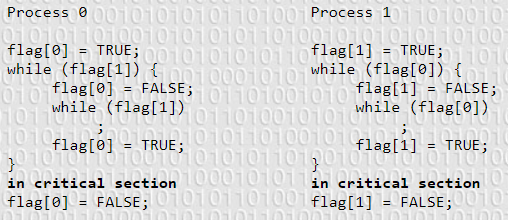 Process 0
flag[0] = TRUE;
while (flag[1]) {
flag[0] = FALSE;
while (flag[1])
;
flag[0] = TRUE;
}
in critical section
flag[0] = FALSE;
Process 1
flag[1] = TRUE;
while (flag[0]) {
flag[1] = FALSE;
while (flag[0])
;
flag[1] = TRUE;
}
in critical section
flag[1] = FALSE;